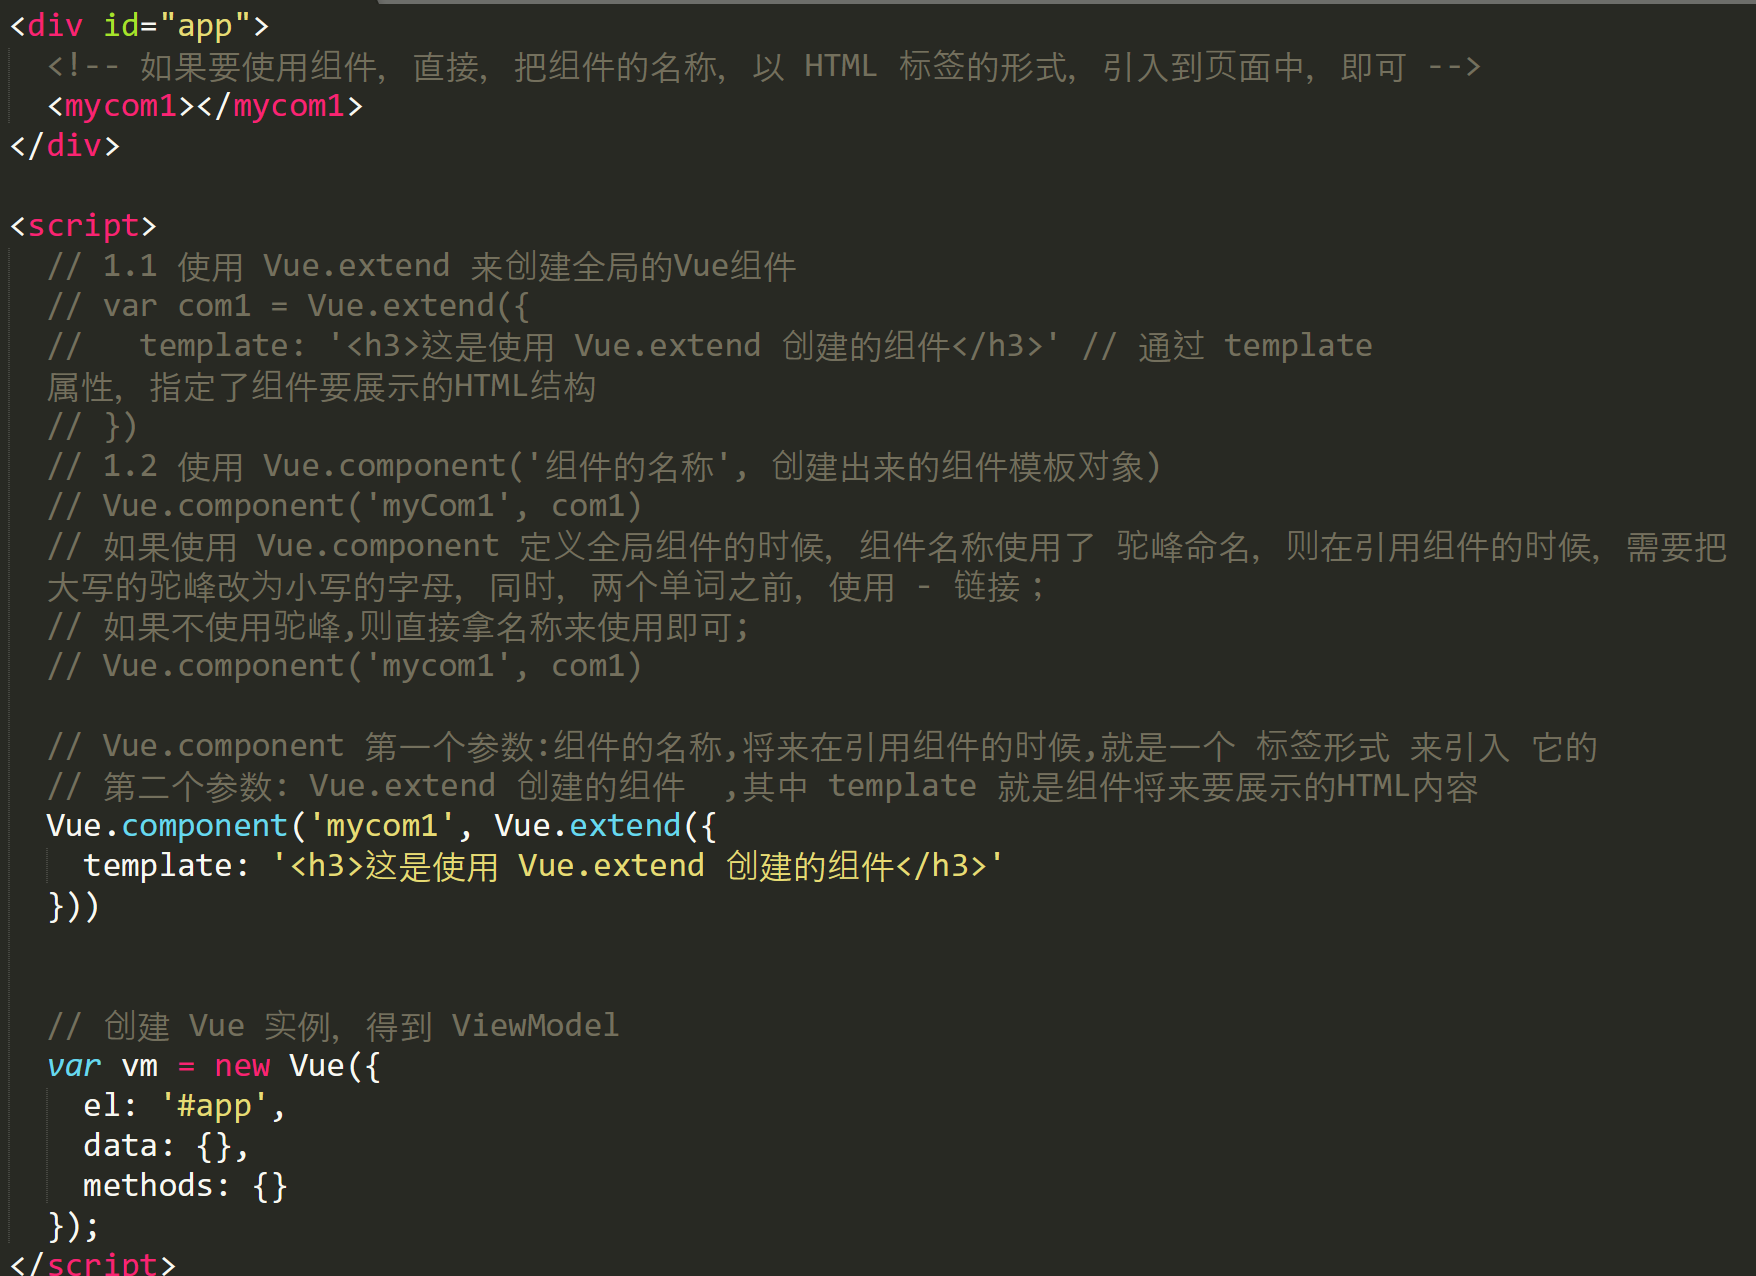 <div id="app">
  <!-- 如果要使用组件, 直接, 把组件的名称, 以 HTML 标签的形式, 引入到页面中, 即可 -->
  <mycom1></mycom1>
</div>

<script>
  // 1.1 使用 Vue.extend 来创建全局的Vue组件
  // var com1 = Vue.extend({
  //   template: '<h3>这是使用 Vue.extend 创建的组件</h3>' // 通过 template
  属性, 指定了组件要展示的HTML结构
  // })
  // 1.2 使用 Vue.component('组件的名称', 创建出来的组件模板对象)
  // Vue.component('myCom1', com1)
  // 如果使用 Vue.component 定义全局组件的时候, 组件名称使用了 驼峰命名, 则在引用组件的时候, 需要把
  大写的驼峰改为小写的字母, 同时, 两个单词之前, 使用 - 链接；
  // 如果不使用驼峰,则直接拿名称来使用即可;
  // Vue.component('mycom1', com1)

  // Vue.component 第一个参数:组件的名称,将来在引用组件的时候,就是一个 标签形式 来引入 它的
  // 第二个参数: Vue.extend 创建的组件  ,其中 template 就是组件将来要展示的HTML内容
  Vue.component('mycom1', Vue.extend({
    template: '<h3>这是使用 Vue.extend 创建的组件</h3>'
  }))


  // 创建 Vue 实例, 得到 ViewModel
  var vm = new Vue({
    el: '#app',
    data: {},
    methods: {}
  });
</script>